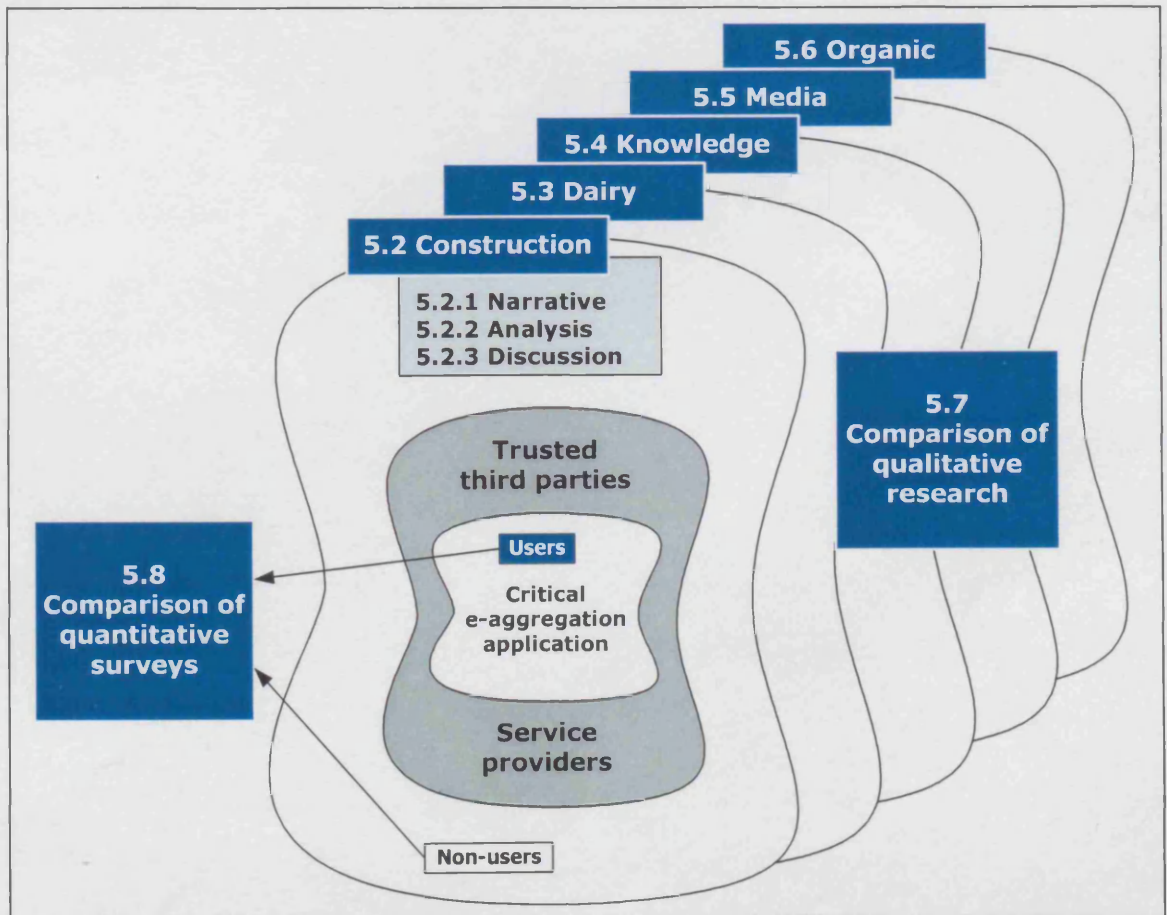 5.6 Organic
5.5 Media
5.4 Knowledge
5.3 Dairy
5.2 Construction
5.2.1 Narrative
5.2.2 Analysis
5.2.3 Discussion
5.7
Comparison of
qualitative
research
Trusted
third parties
Users
Critical
e-aggregation
application
5.8
Comparison of
quantitative
surveys
Service
providers
Non-users